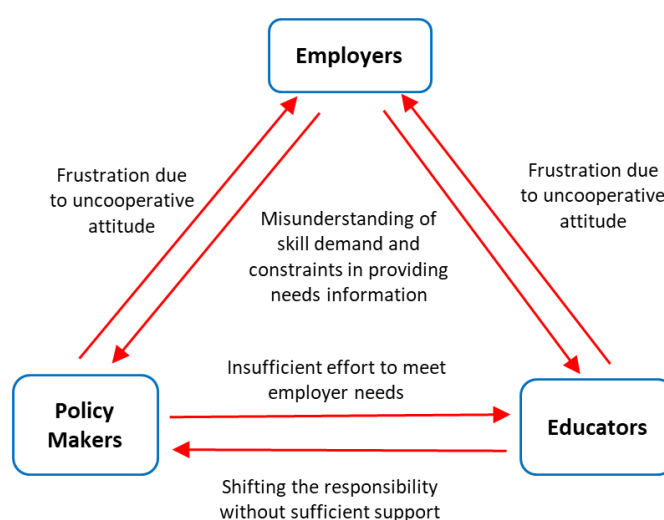 Employers
Frustration due
to uncooperative
attitude
Frustration due
to uncooperative
attitude
Misunderstanding of
skill demand and
constraints in providing
needs information
Insufficient effort to meet
employer needs
Policy
Makers
Educators
Shifting the responsibility
without sufficient support